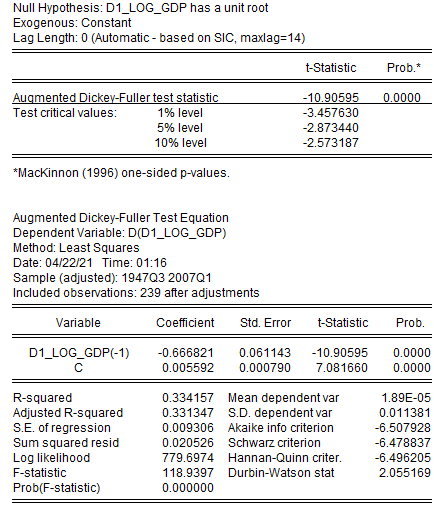 Null Hypothesis: D1_LOG_GDP has a unit root
Exogenous: Constant
Lag Length: 0 (Automatic - based on SIC, maxlag=14)
t-Statistic Prob.*
Augmented Dickey-Fuller test statistic -10.90595 0.0000
Test critical values: 1% level -3.457630
5% level -2.873440
10% level -2.573187
*MacKinnon (1996) one-sided p-values.
Augmented Dickey-Fuller Test Equation
Dependent Variable: D(D1_LOG_GDP)
Method: Least Squares
Date: 04/22/21 Time: 01:16
Sample (adjusted): 1947Q3 2007Q1
Included observations: 239 after adjustments
Variable Coefficient Std. Error t-Statistic Prob.
D1_LOG_GDP(-1) -0.666821 0.061143 -10.90595 0.0000
C 0.005592 0.000790 7.081660 0.0000
R-squared 0.334157 Mean dependent var 1.89E-05
Adjusted R-squared 0.331347 S.D. dependent var 0.011381
S.E. of regression 0.009306 Akaike info criterion -6.507928
Sum squared resid 0.020526 Schwarz criterion -6.478837
Log likelihood 779.6974 Hannan-Quinn criter. -6.496205
F-statistic 118.9397 Durbin-Watson stat 2.055169
Prob(F-statistic) 0.000000